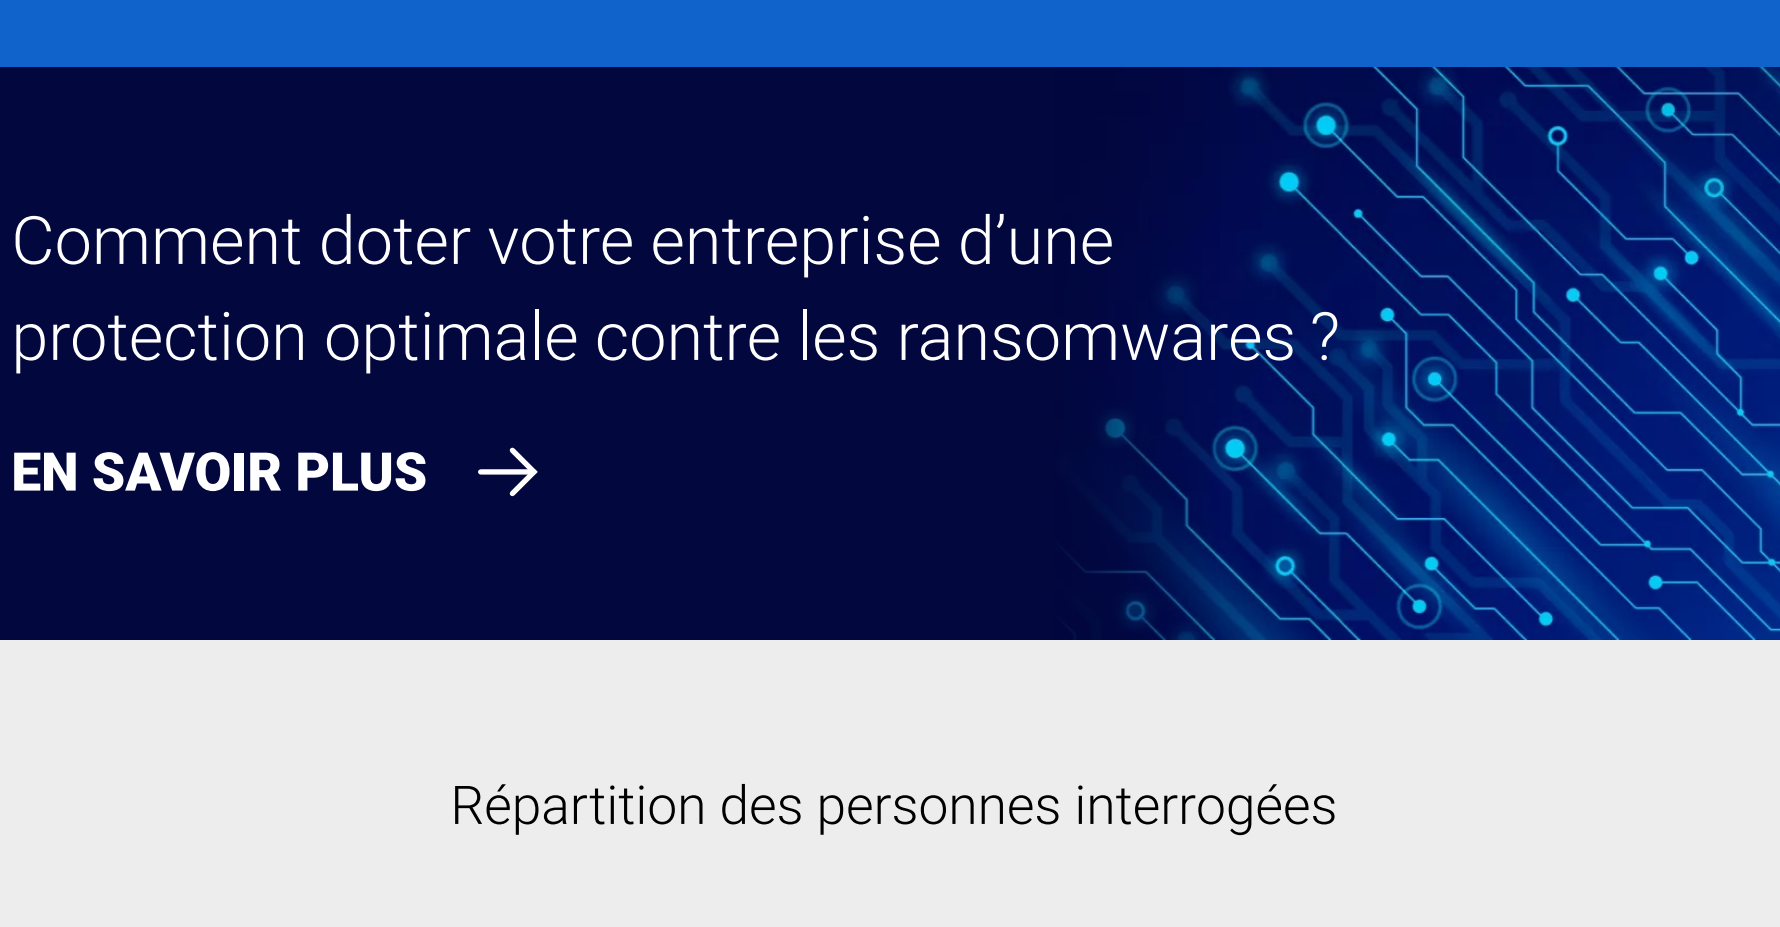 Comment doter votre entreprise d’une
protection optimale contre les ransomwares ?
EN SAVOIR PLUS
Répartition des personnes interrogées